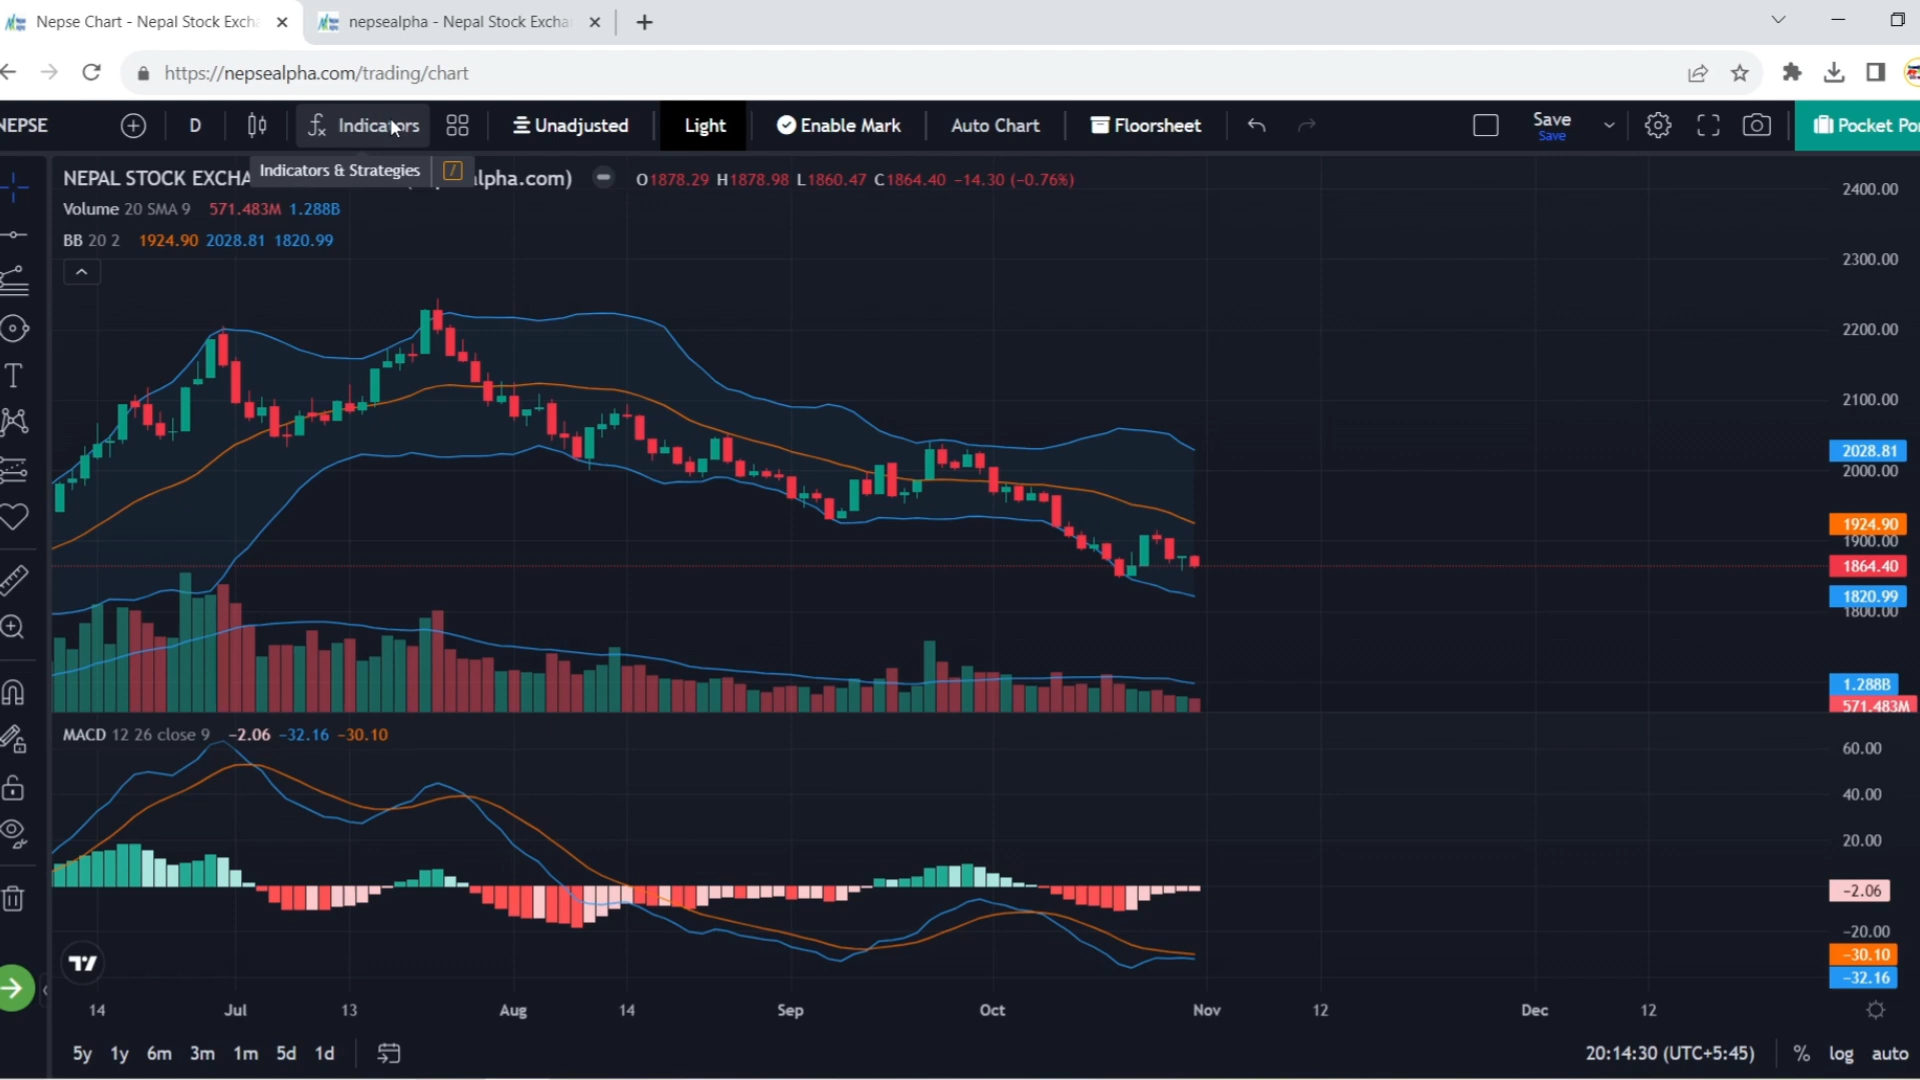 Nepse Chart - Nepal Stock Excha
nepsealpha - Nepal Stock Excha
https://nepsealpha.com/trading/chart
NEPSE
D
Indicators
Unadjusted
Light
Enable Mark
Auto Chart
Floorsheet
Save
Save
Pocket Por
Indicators & Strategies /
NEPAL STOCK EXCHA lpha.com) O1878.29 H1878.98 L1860.47 C1864.40 −14.30 (−0.76%)
Volume 20 SMA 9 571.483M 1.288B
BB 20 2 1924.90 2028.81 1820.99
2400.00
2300.00
2200.00
2100.00
2028.81
2000.00
1924.90
1900.00
1864.40
1820.99
1800.00
1.288B
571.483M
MACD 12 26 close 9 −2.06 −32.16 −30.10
60.00
40.00
20.00
−2.06
−20.00
−30.10
−32.16
14 Jul 13 Aug 14 Sep Oct Nov 12 Dec 12
5y 1y 6m 3m 1m 5d 1d
20:14:30 (UTC+5:45) % log auto